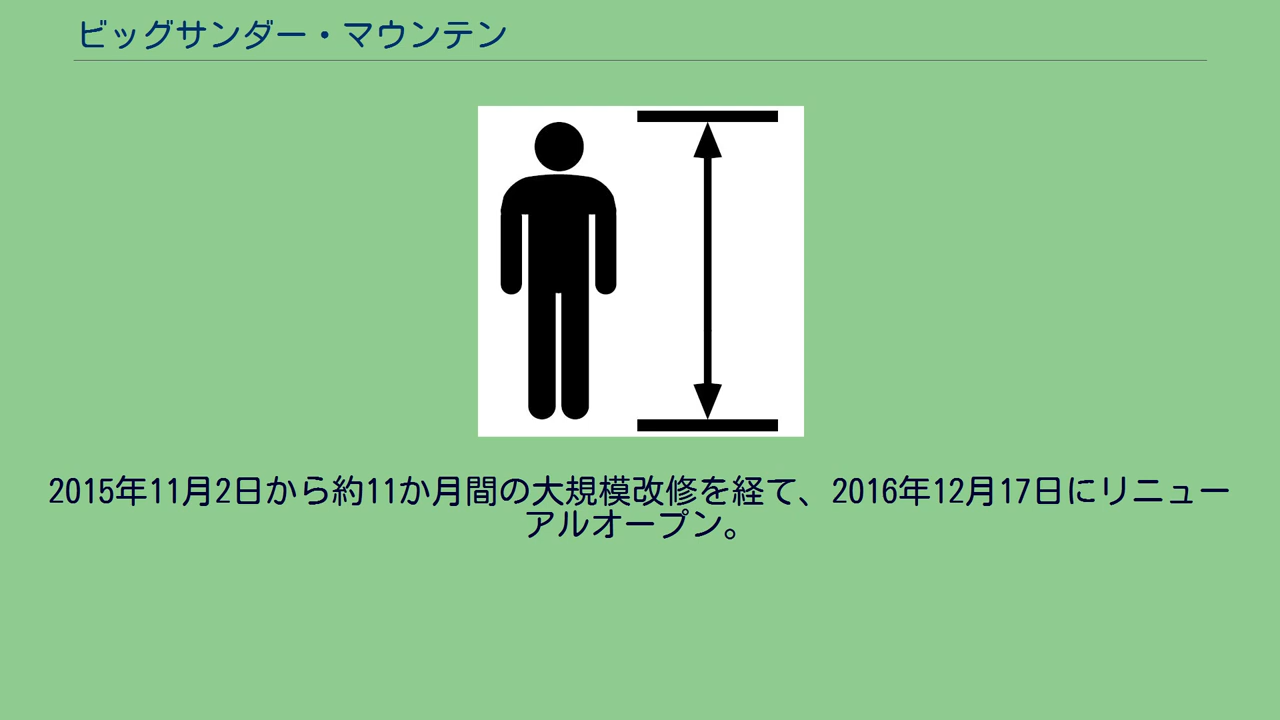 ビッグサンダー・マウンテン
2015年11月2日から約11か月間の大規模改修を経て、2016年12月17日にリニュー
アルオープン。